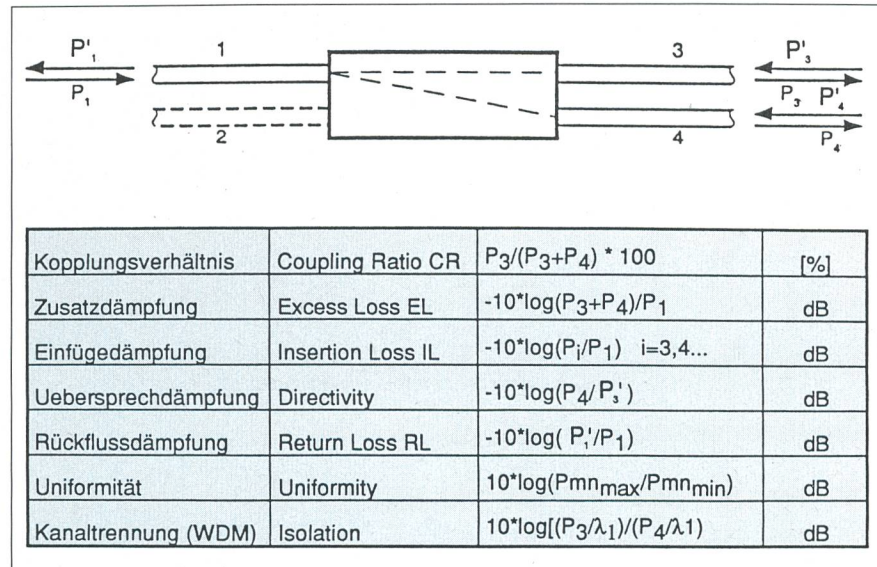 P'₁ 1 3 P'₃
P₁ P₃ P'₄
2 4 P₄
Kopplungsverhältnis Coupling Ratio CR P₃/(P₃+P₄) * 100 [%]
Zusatzdämpfung Excess Loss EL -10*log(P₃+P₄)/P₁ dB
Einfügedämpfung Insertion Loss IL -10*log(Pᵢ/P₁) i=3,4... dB
Uebersprechdämpfung Directivity -10*log(P₄/P₃') dB
Rückflussdämpfung Return Loss RL -10*log( P,'/P₁) dB
Uniformität Uniformity 10*log(Pmnmax/Pmnmin) dB
Kanaltrennung (WDM) Isolation 10*log[(P₃/λ₁)/(P₄/λ1) dB